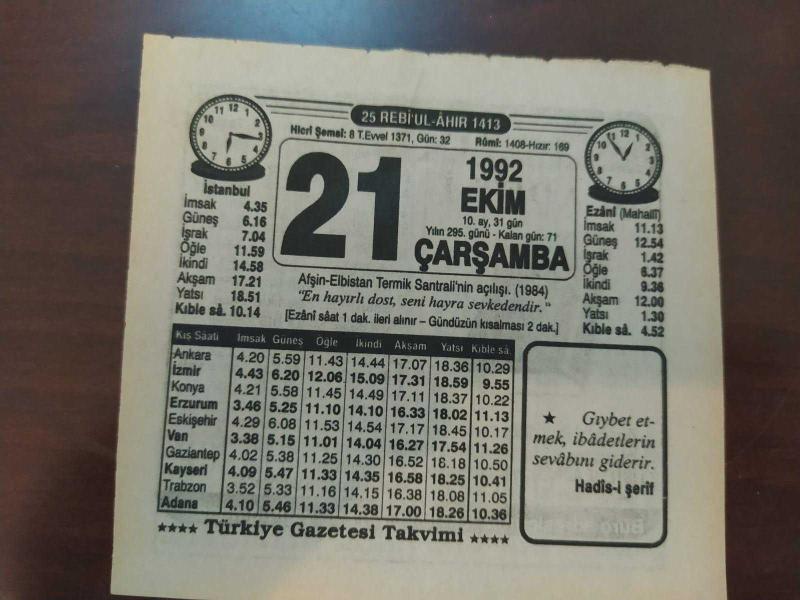 25 REBİ'UL-ÂHIR 1413
Hicrî Şemsî: 8 T.Evvel 1371, Gün: 32 Rûmî: 1408-Hızır: 169
21
1992
EKİM
10. ay, 31 gün
Yılın 295. günü - Kalan gün: 71
ÇARŞAMBA
İstanbul
İmsak 4.35
Güneş 6.16
İşrak 7.04
Öğle 11.59
İkindi 14.58
Akşam 17.21
Yatsı 18.51
Kıble sâ. 10.14
Ezânî (Mahallî)
İmsak 11.13
Güneş 12.54
İşrak 1.42
Öğle 6.37
İkindi 9.36
Akşam 12.00
Yatsı 1.30
Kıble sâ. 4.52
Afşin-Elbistan Termik Santrali'nin açılışı. (1984)
"En hayırlı dost, seni hayra sevkedendir."
[Ezânî sâat 1 dak. ileri alınır – Gündüzün kısalması 2 dak.]
Kış Sâati İmsak Güneş Öğle İkindi Akşam Yatsı Kıble sâ.
Ankara 4.20 5.59 11.43 14.44 17.07 18.36 10.29
İzmir 4.43 6.20 12.06 15.09 17.31 18.59 9.55
Konya 4.21 5.58 11.45 14.49 17.11 18.37 10.22
Erzurum 3.46 5.25 11.10 14.10 16.33 18.02 11.13
Eskişehir 4.29 6.08 11.53 14.54 17.17 18.45 10.17
Van 3.38 5.15 11.01 14.04 16.27 17.54 11.26
Gaziantep 4.02 5.38 11.25 14.30 16.52 18.18 10.50
Kayseri 4.09 5.47 11.33 14.35 16.58 18.25 10.41
Trabzon 3.52 5.33 11.16 14.15 16.38 18.08 11.05
Adana 4.10 5.46 11.33 14.38 17.00 18.26 10.36
★ Gıybet et-
mek, ibâdetlerin
sevâbını giderir.
Hadîs-i şerîf
★★★★ Türkiye Gazetesi Takvimi ★★★★